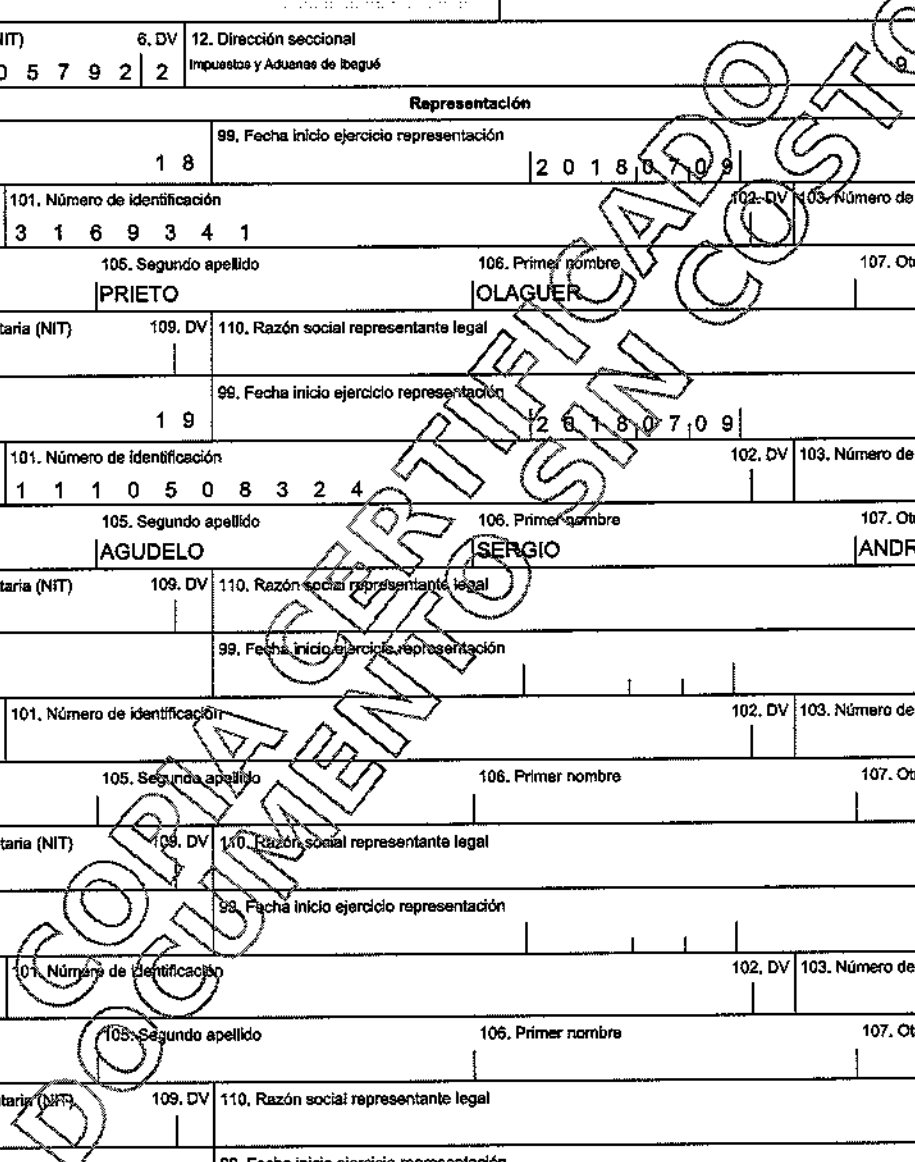 NIT) 6. DV 12. Dirección seccional
0 5 7 9 2 2 Impuestos y Aduanas de Ibagué 9
Representación
99. Fecha inicio ejercicio representación
1 8 2 0 1 8 0 7 0 9
101. Número de identificación 102. DV 103. Número de
3 1 6 9 3 4 1
105. Segundo apellido 106. Primer nombre 107. Ot
PRIETO OLAGUER
taria (NIT) 109. DV 110. Razón social representante legal
99. Fecha inicio ejercicio representación
1 9 2 0 1 8 0 7 0 9
101. Número de identificación 102. DV 103. Número de
1 1 1 0 5 0 8 3 2 4
105. Segundo apellido 106. Primer nombre 107. Otr
AGUDELO SERGIO ANDR
taria (NIT) 109. DV 110. Razón social representante legal
99. Fecha inicio ejercicio representación
101. Número de identificación 102. DV 103. Número de
105. Segundo apellido 106. Primer nombre 107. Otr
taria (NIT) 109. DV 110. Razón social representante legal
99. Fecha inicio ejercicio representación
101. Número de identificación 102. DV 103. Número de
105. Segundo apellido 106. Primer nombre 107. Ot
utaria (NIT) 109. DV 110. Razón social representante legal
99. Fecha inicio ejercicio representación
COPIA CERTIFICADO
DOCUMENTO SIN COSTO